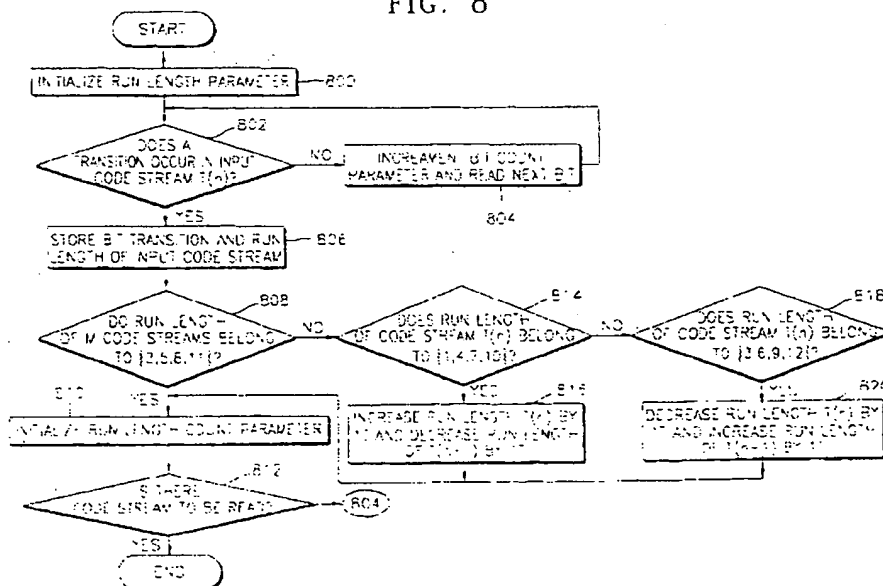 FIG. 8
START
INITIALIZE RUN LENGTH PARAMETER
800
802
DOES A
TRANSITION OCCUR IN INPUT
CODE STREAM T(n)?
NO
INCREAMENT BIT COUNT
PARAMETER AND READ NEXT BIT
804
YES
STORE BIT TRANSITION AND RUN
LENGTH OF INPUT CODE STREAM
806
808
DO RUN LENGTH
OF M CODE STREAMS BELONG
TO {2,5,8,11}?
NO
814
DOES RUN LENGTH
OF CODE STREAM T(n) BELONG
TO {1,4,7,10}?
NO
818
DOES RUN LENGTH
OF CODE STREAM T(n) BELONG
TO {3,6,9,12}?
810
YES
INITIALIZE RUN LENGTH COUNT PARAMETER
YES
816
INCREASE RUN LENGTH T(n) BY
AND DECREASE RUN LENGTH
OF BY
YES
820
DECREASE RUN LENGTH T(n) BY
AND INCREASE RUN LENGTH
OF BY
812
IS THERE
CODE STREAM TO BE READ?
804
YES
END